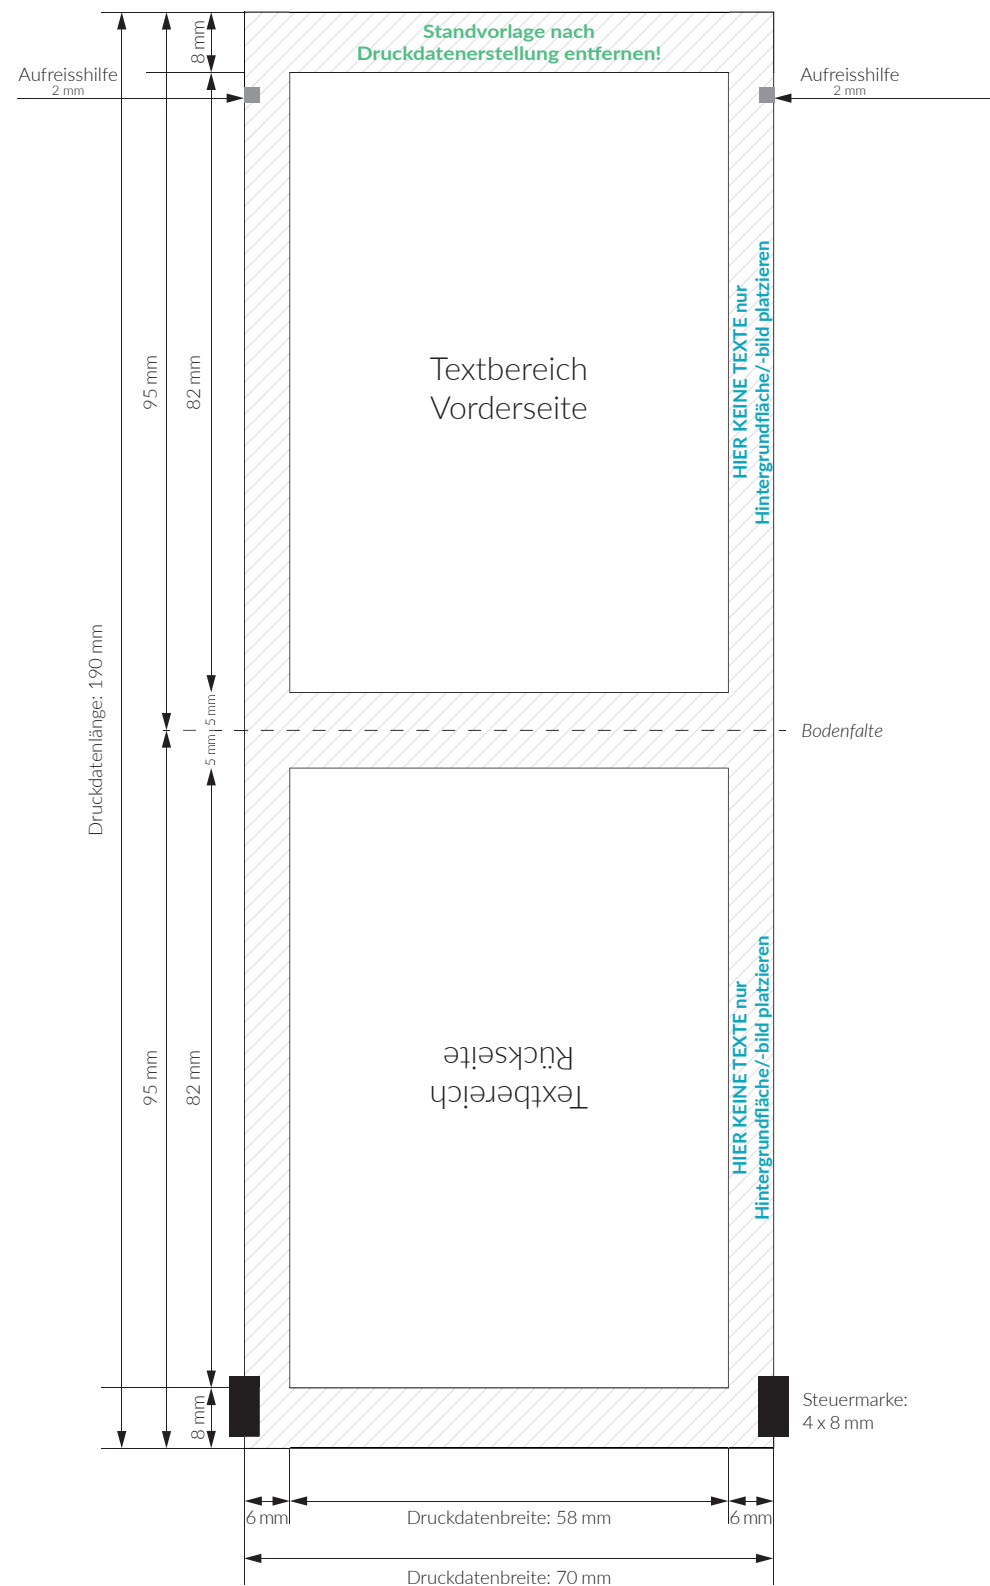 Standvorlage nach
Druckdatenerstellung entfernen!
8 mm
Aufreisshilfe
2 mm
Aufreisshilfe
2 mm
HIER KEINE TEXTE nur
Hintergrundfläche/-bild platzieren
Textbereich
Vorderseite
95 mm
82 mm
Druckdatenlänge: 190 mm
5 mm
5 mm
Bodenfalte
HIER KEINE TEXTE nur
Hintergrundfläche/-bild platzieren
Textbereich
Rückseite
95 mm
82 mm
8 mm
Steuermarke:
4 x 8 mm
6 mm
Druckdatenbreite: 58 mm
6 mm
Druckdatenbreite: 70 mm